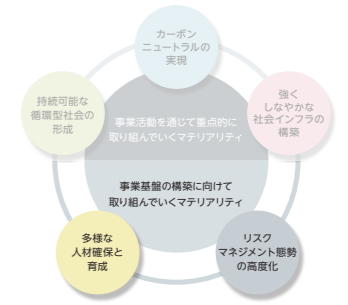 カーボン
ニュートラルの
実現
持続可能な
循環型社会の
形成
強く
しなやかな
社会インフラの
構築
事業活動を通じて重点的に
取り組んでいくマテリアリティ
事業基盤の構築に向けて
取り組んでいくマテリアリティ
多様な
人材確保と
育成
リスク
マネジメント態勢
の高度化